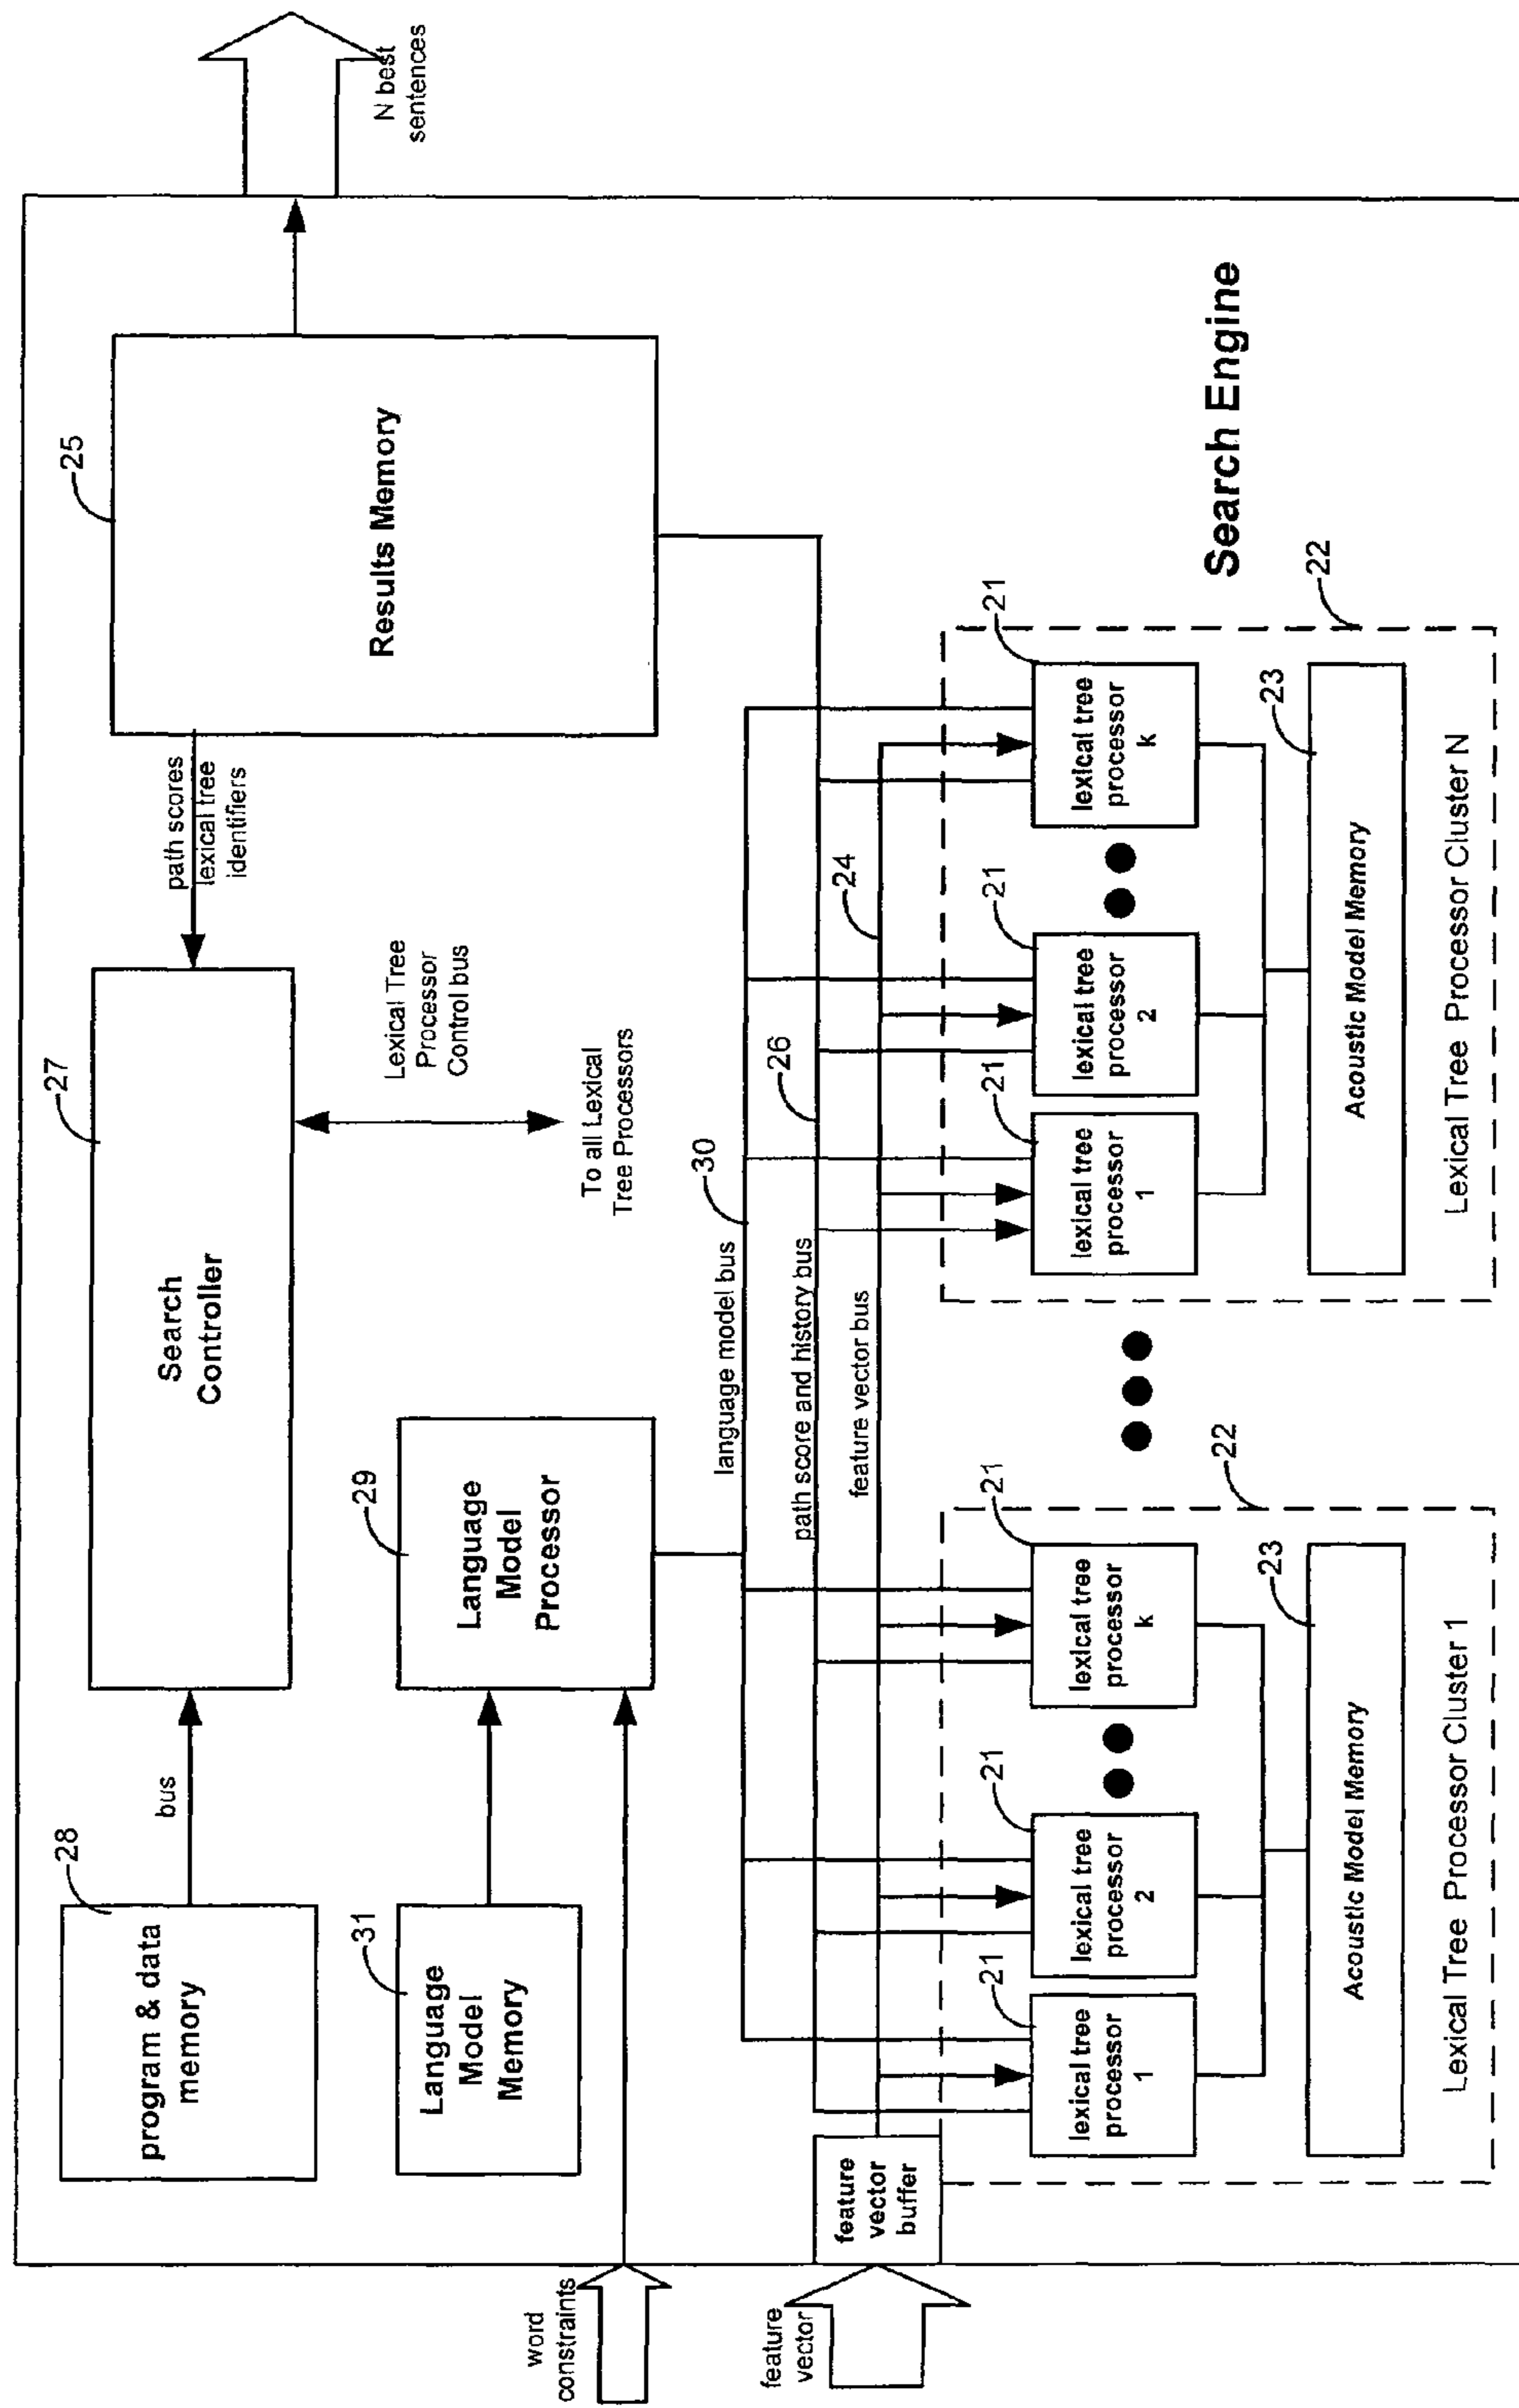 28
program & data
memory
bus
27
Search
Controller
path scores
lexical tree
identifiers
25
Results Memory
N best
sentences
31
Language
Model
Memory
29
Language
Model
Processor
Lexical Tree
Processor
Control bus
To all Lexical
Tree Processors
word
constraints
language model bus
30
path score and history bus
26
feature vector bus
24
feature
vector
feature
vector
buffer
21
lexical tree
processor
1
21
lexical tree
processor
2
21
lexical tree
processor
k
22
23
Acoustic Model Memory
Lexical Tree Processor Cluster 1
21
lexical tree
processor
1
21
lexical tree
processor
2
21
lexical tree
processor
k
22
23
Acoustic Model Memory
Lexical Tree Processor Cluster N
Search Engine